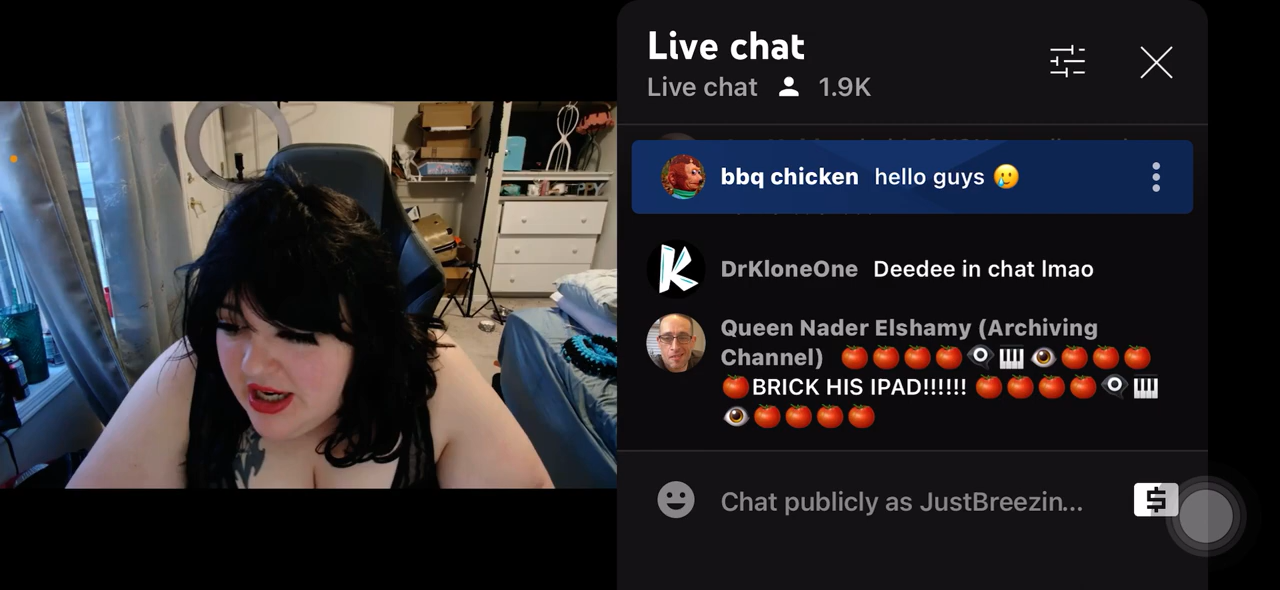 Live chat
Live chat 1.9K
bbq chicken hello guys 🥲
DrKloneOne Deedee in chat lmao
Queen Nader Elshamy (Archiving
Channel) 🍅🍅🍅🍅👁️‍🗨️🎹👁️🍅🍅🍅
🍅BRICK HIS IPAD!!!!!! 🍅🍅🍅🍅👁️‍🗨️🎹
👁️🍅🍅🍅🍅
Chat publicly as JustBreezin...